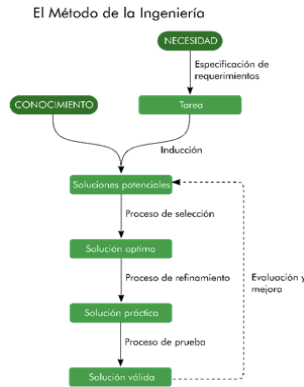 El Método de la Ingeniería
NECESIDAD
Especificación de
requerimientos
CONOCIMIENTO
Tarea
Inducción
Soluciones potenciales
Proceso de selección
Solución optima
Proceso de refinamiento
Evaluación y
mejora
Solución práctica
Proceso de prueba
Solución válida